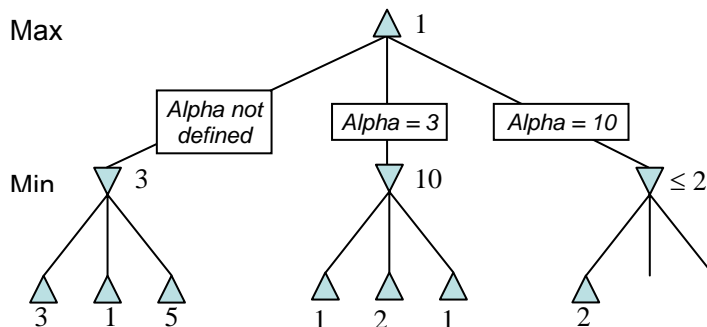 Max
1
Alpha not
defined
Alpha = 3
Alpha = 10
Min
3
10
≤ 2
3
1
5
1
2
1
2